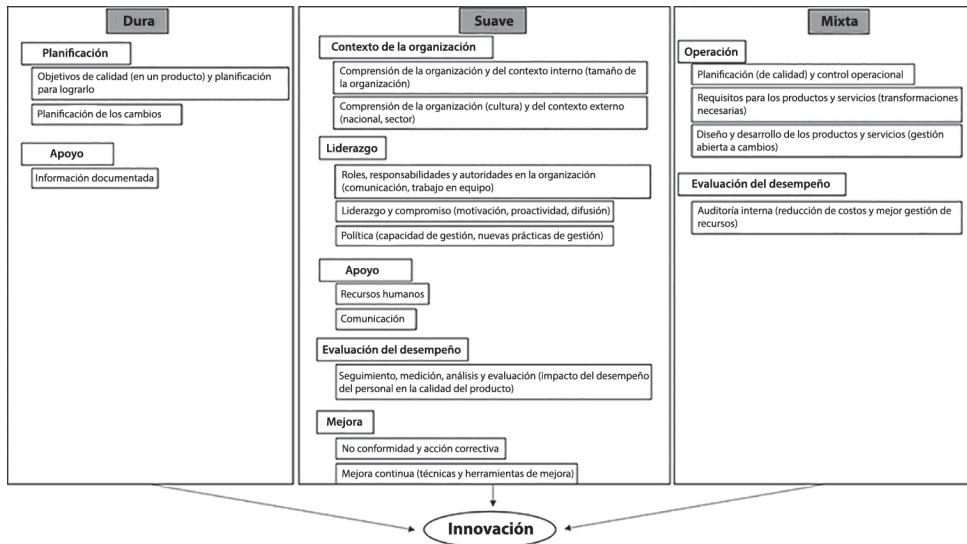 Dura
Planificación
Objetivos de calidad (en un producto) y planificación
para lograrlo
Planificación de los cambios
Apoyo
Información documentada
Suave
Contexto de la organización
Comprensión de la organización y del contexto interno (tamaño de
la organización)
Comprensión de la organización (cultura) y del contexto externo
(nacional, sector)
Liderazgo
Roles, responsabilidades y autoridades en la organización
(comunicación, trabajo en equipo)
Liderazgo y compromiso (motivación, proactividad, difusión)
Política (capacidad de gestión, nuevas prácticas de gestión)
Apoyo
Recursos humanos
Comunicación
Evaluación del desempeño
Seguimiento, medición, análisis y evaluación (impacto del desempeño
del personal en la calidad del producto)
Mejora
No conformidad y acción correctiva
Mejora continua (técnicas y herramientas de mejora)
Mixta
Operación
Planificación (de calidad) y control operacional
Requisitos para los productos y servicios (transformaciones
necesarias)
Diseño y desarrollo de los productos y servicios (gestión
abierta a cambios)
Evaluación del desempeño
Auditoría interna (reducción de costos y mejor gestión de
recursos)
Innovación